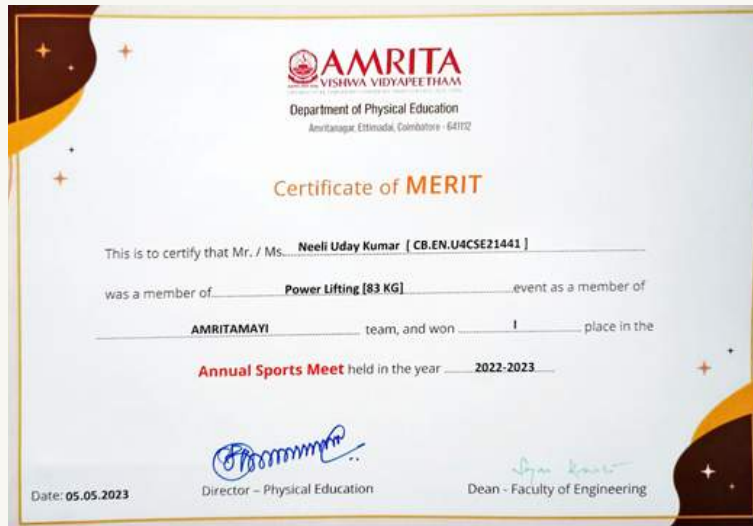 AMRITA
VISHWA VIDYAPEETHAM
Department of Physical Education
Amritanagar, Ettimadai, Coimbatore - 641112
Certificate of MERIT
This is to certify that Mr. / Ms. Neeli Uday Kumar [ CB.EN.U4CSE21441 ]
was a member of Power Lifting [83 KG] event as a member of
AMRITAMAYI team, and won I place in the
Annual Sports Meet held in the year 2022-2023
Date: 05.05.2023
Director – Physical Education
Dean - Faculty of Engineering